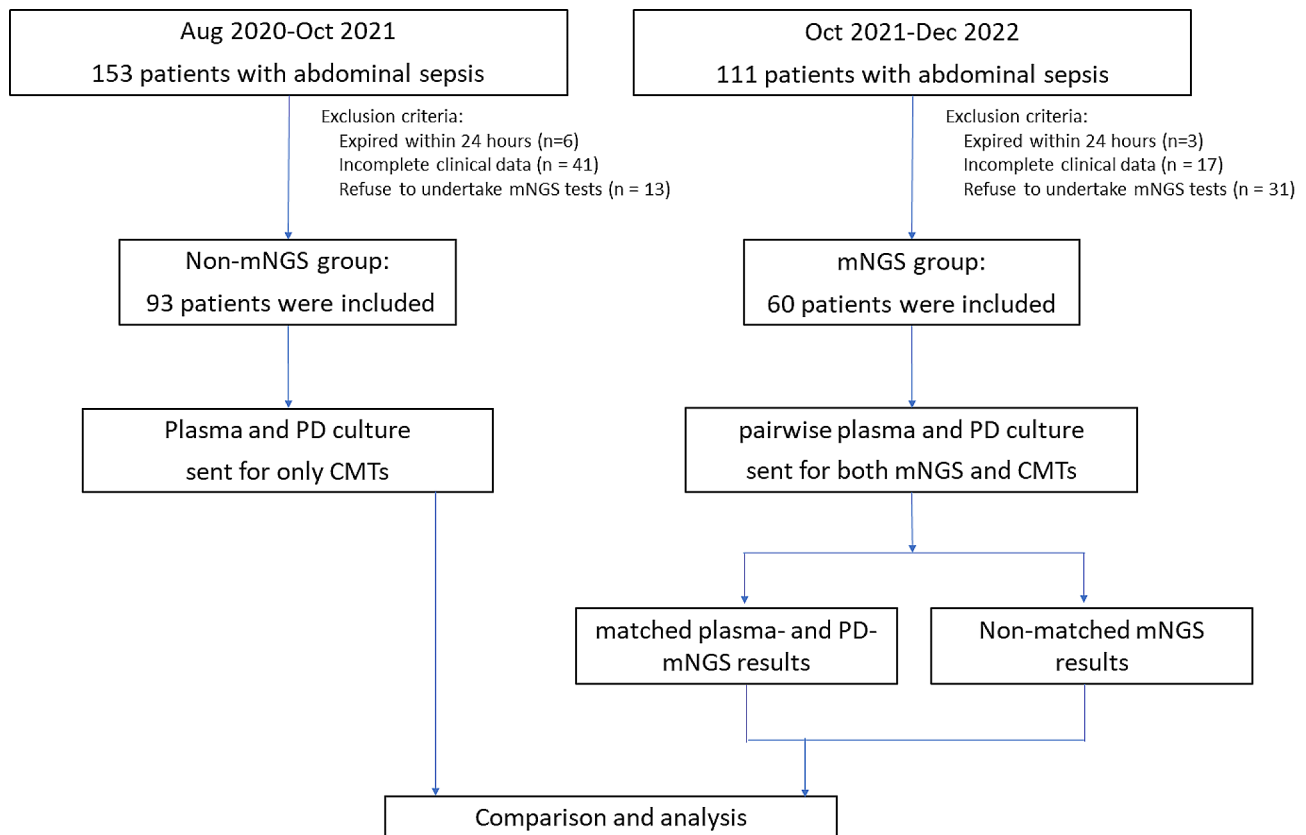 Aug 2020-Oct 2021
153 patients with abdominal sepsis
Exclusion criteria:
Expired within 24 hours (n=6)
Incomplete clinical data (n = 41)
Refuse to undertake mNGS tests (n = 13)
Non-mNGS group:
93 patients were included
Plasma and PD culture
sent for only CMTs
Oct 2021-Dec 2022
111 patients with abdominal sepsis
Exclusion criteria:
Expired within 24 hours (n=3)
Incomplete clinical data (n = 17)
Refuse to undertake mNGS tests (n = 31)
mNGS group:
60 patients were included
pairwise plasma and PD culture
sent for both mNGS and CMTs
matched plasma- and PD-
mNGS results
Non-matched mNGS
results
Comparison and analysis